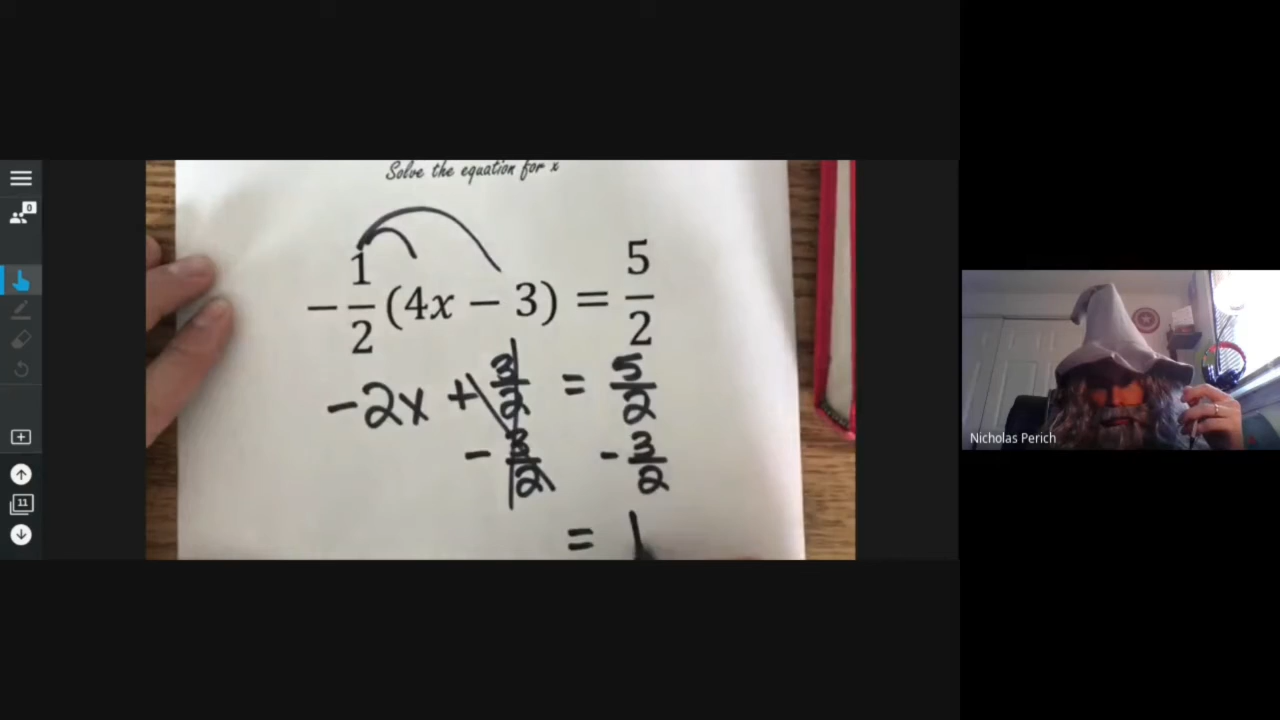 Solve the equation for x
-1/2(4x - 3) = 5/2
-2x + 3/2 = 5/2
- 3/2 - 3/2
= 1
0
11
Nicholas Perich